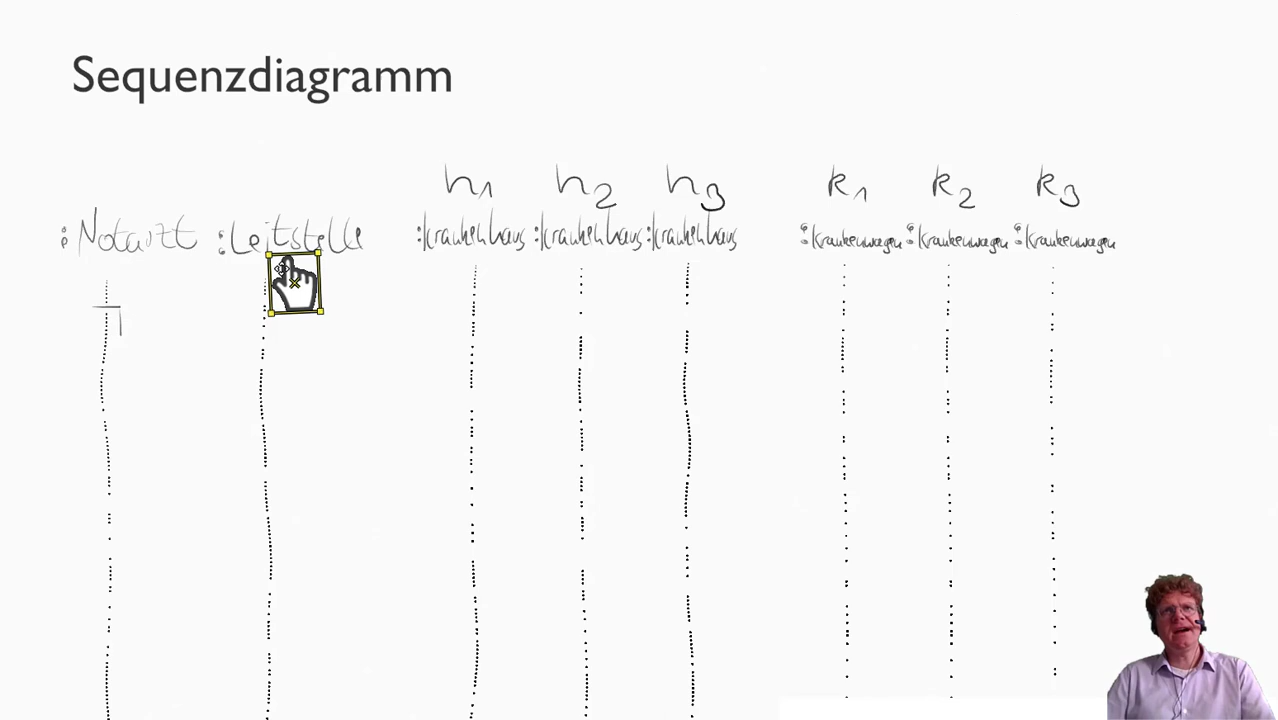 Sequenzdiagramm
h1 h2 h3 k1 k2 k3
:Notarzt :Leitstelle :Krankenhaus :Krankenhaus :Krankenhaus :Krankenwagen :Krankenwagen :Krankenwagen